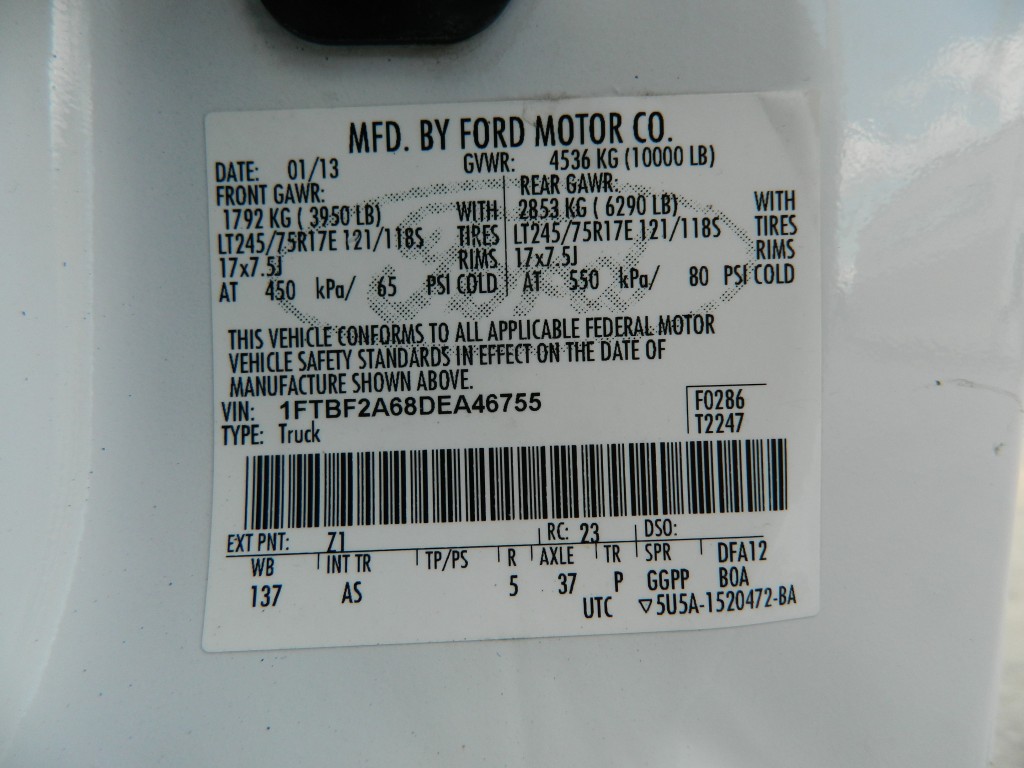 MFD. BY FORD MOTOR CO.
DATE: 01/13 GVWR: 4536 KG (10000 LB)
FRONT GAWR: REAR GAWR:
1792 KG ( 3950 LB) WITH 2853 KG ( 6290 LB) WITH
LT245/75R17E 121/118S TIRES LT245/75R17E 121/118S TIRES
17x7.5J RIMS 17x7.5J RIMS
AT 450 kPa/ 65 PSI COLD AT 550 kPa/ 80 PSI COLD
Ford
THIS VEHICLE CONFORMS TO ALL APPLICABLE FEDERAL MOTOR
VEHICLE SAFETY STANDARDS IN EFFECT ON THE DATE OF
MANUFACTURE SHOWN ABOVE.
VIN: 1FTBF2A68DEA46755 F0286
TYPE: Truck T2247
EXT PNT: Z1 RC: 23 DSO:
WB INT TR TP/PS R AXLE TR SPR DFA12
137 AS 5 37 P GGPP B0A
UTC ▽5U5A-1520472-BA